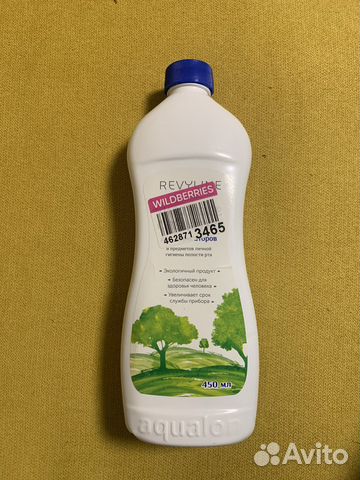 REVYLINE
WILDBERRIES
462871 3465
и предметов личной
гигиены полости рта
Экологичный продукт
Безопасен для
здоровья человека
Увеличивает срок
службы прибора
450 мл
aqualor
Avito